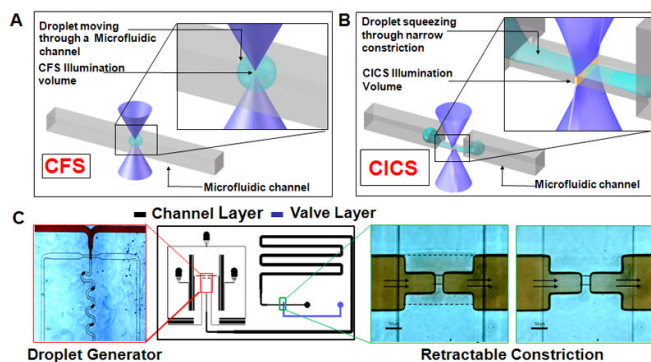 A
Droplet moving
through a Microfluidic
channel
CFS Illumination
volume
CFS
Microfluidic channel
B
Droplet squeezing
through narrow
constriction
CICS Illumination
Volume
CICS
Microfluidic channel
C
Channel Layer
Valve Layer
Droplet Generator
Retractable Constriction